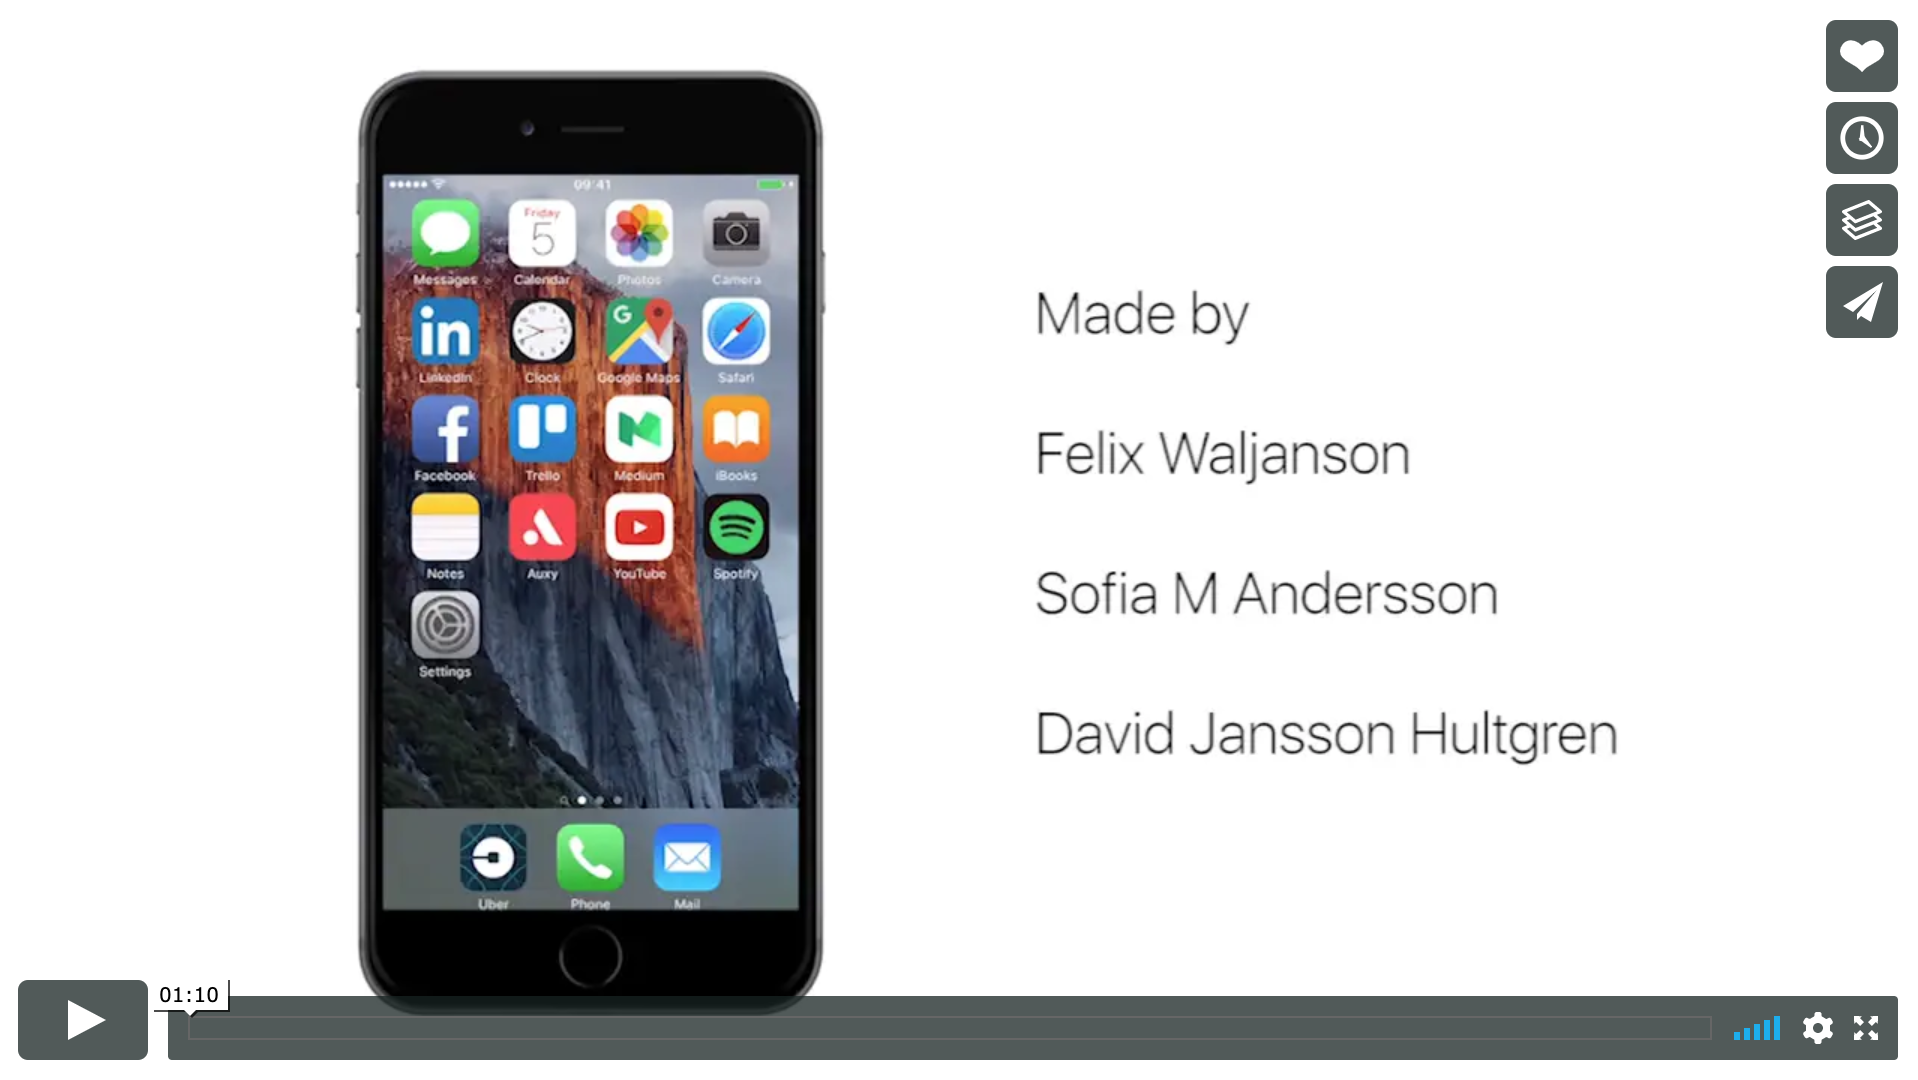 09:41
Friday
5
Messages Calendar Photos Camera
in G
LinkedIn Clock Google Maps Safari
f
Facebook Trello Medium iBooks
Notes Auxy YouTube Spotify
Settings
Uber Phone Mail
Made by
Felix Waljanson
Sofia M Andersson
David Jansson Hultgren
01:10